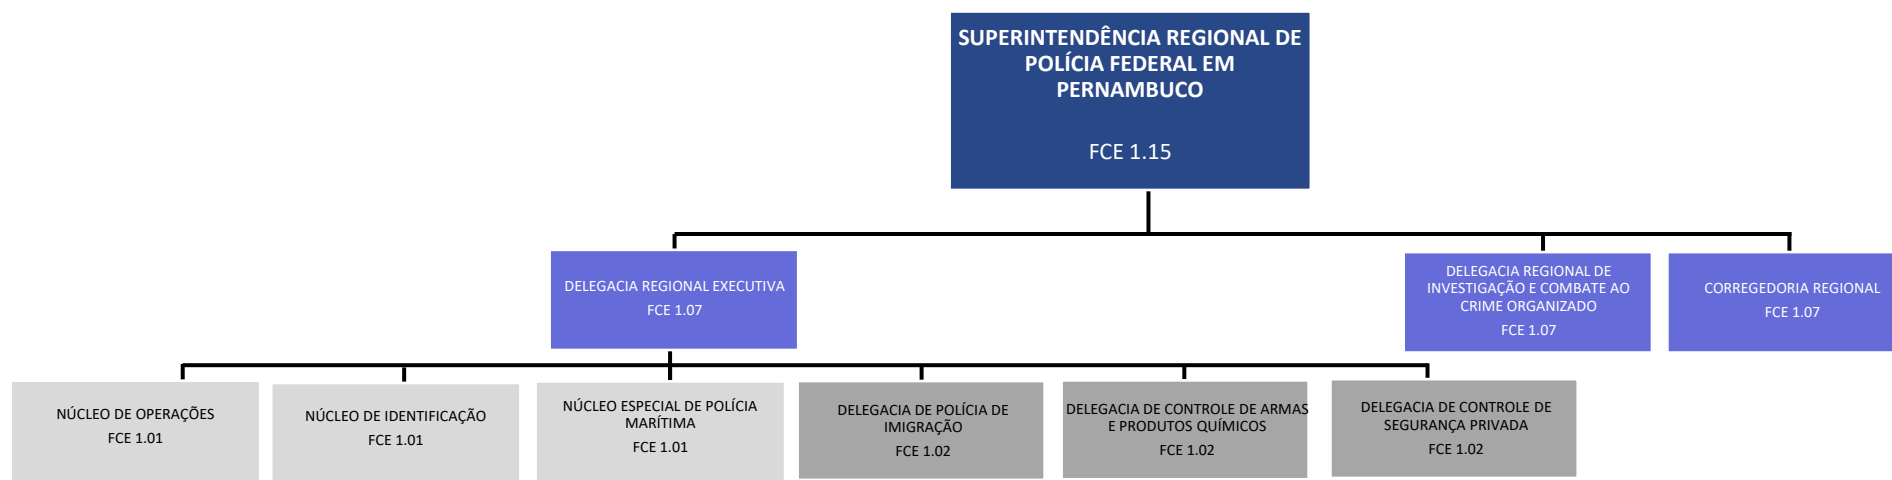 SUPERINTENDÊNCIA REGIONAL DE
POLÍCIA FEDERAL EM
PERNAMBUCO
FCE 1.15
DELEGACIA REGIONAL EXECUTIVA
FCE 1.07
DELEGACIA REGIONAL DE
INVESTIGAÇÃO E COMBATE AO
CRIME ORGANIZADO
FCE 1.07
CORREGEDORIA REGIONAL
FCE 1.07
NÚCLEO DE OPERAÇÕES
FCE 1.01
NÚCLEO DE IDENTIFICAÇÃO
FCE 1.01
NÚCLEO ESPECIAL DE POLÍCIA
MARÍTIMA
FCE 1.01
DELEGACIA DE POLÍCIA DE
IMIGRAÇÃO
FCE 1.02
DELEGACIA DE CONTROLE DE ARMAS
E PRODUTOS QUÍMICOS
FCE 1.02
DELEGACIA DE CONTROLE DE
SEGURANÇA PRIVADA
FCE 1.02